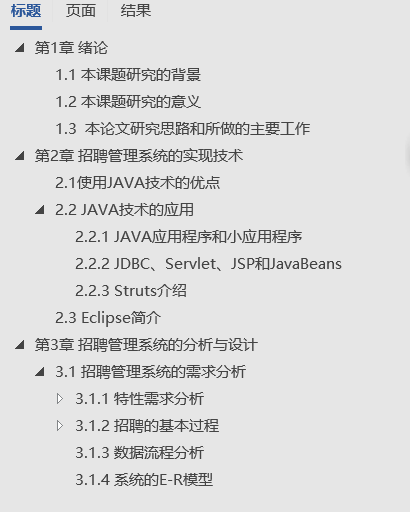 标题 页面 结果
第1章 绪论
1.1 本课题研究的背景
1.2 本课题研究的意义
1.3 本论文研究思路和所做的主要工作
第2章 招聘管理系统的实现技术
2.1使用JAVA技术的优点
2.2 JAVA技术的应用
2.2.1 JAVA应用程序和小应用程序
2.2.2 JDBC、Servlet、JSP和JavaBeans
2.2.3 Struts介绍
2.3 Eclipse简介
第3章 招聘管理系统的分析与设计
3.1 招聘管理系统的需求分析
3.1.1 特性需求分析
3.1.2 招聘的基本过程
3.1.3 数据流程分析
3.1.4 系统的E-R模型